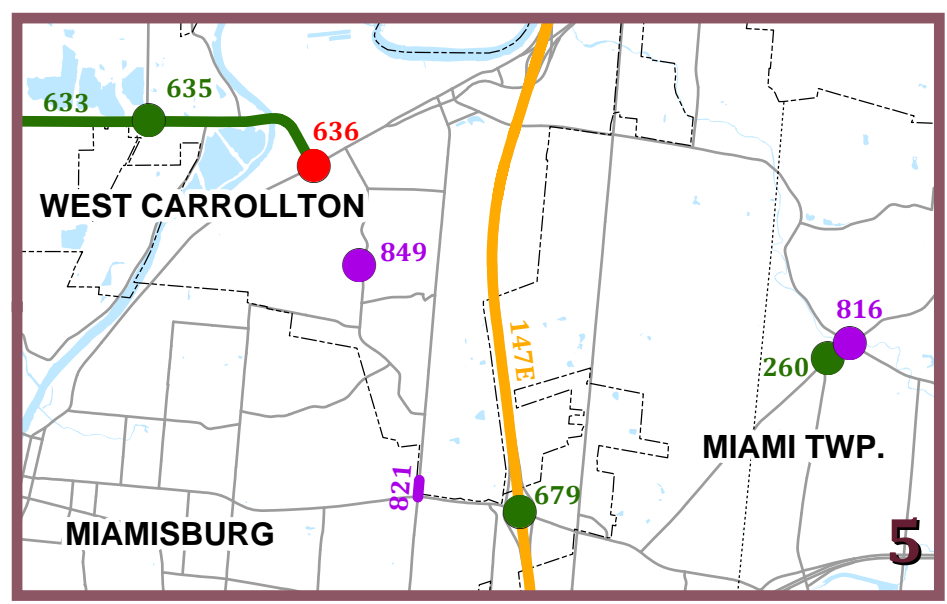 635
633
636
WEST CARROLLTON
849
816
147E
260
MIAMI TWP.
821
679
MIAMISBURG
5